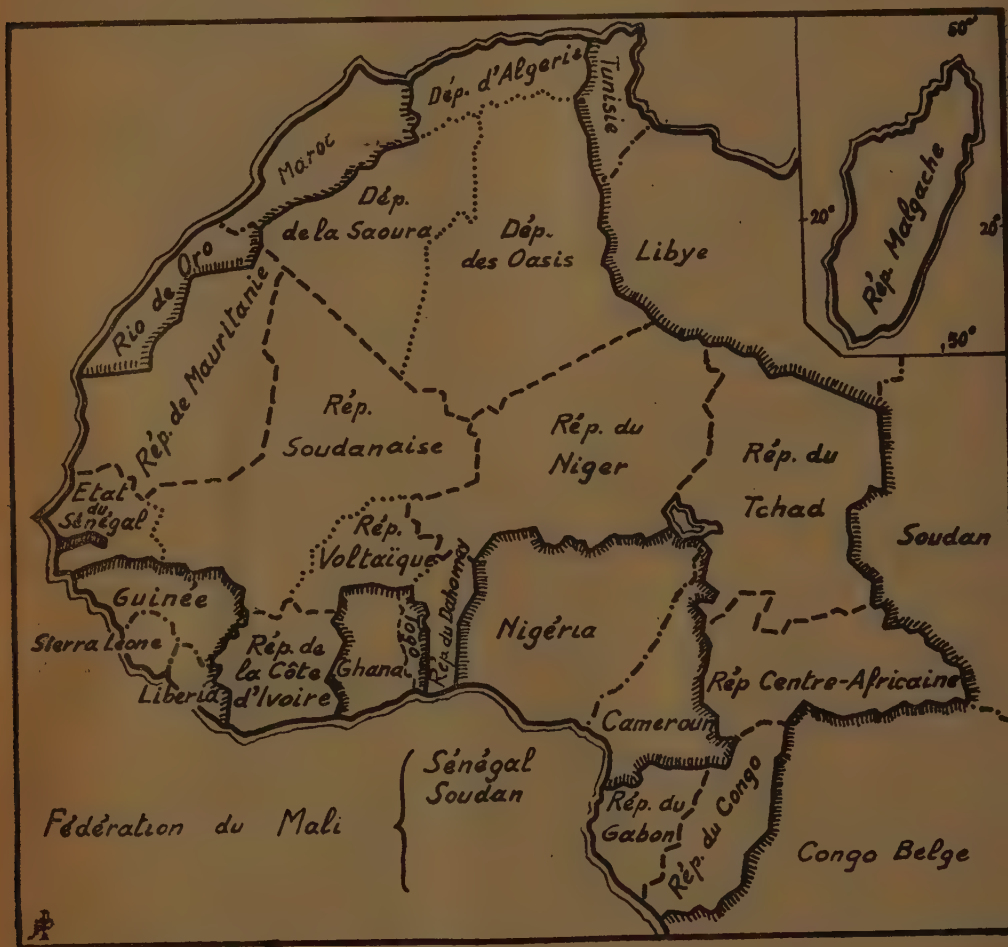 50°
Tunisie
Dép. d'Algerie
Maroc
Dép.
de la Saoura
Dép.
des Oasis
Libye
20°
Rép. Malgache
20°
50°
Rio de Oro
Rép. de Mauritanie
Rép.
Soudanaise
Rép. du
Niger
Rép. du
Tchad
Etat
du
Sénégal
Rép.
Voltaïque
Soudan
Guinée
Sierra Leone
Liberia
Rép. de
la Côte
d'Ivoire
Ghana
Togo
Rép. du Dahomey
Nigéria
Cameroun
Rép Centre-Africaine
Fédération du Mali
Sénégal
Soudan
Rép. du
Gabon
Rép. du Congo
Congo Belge